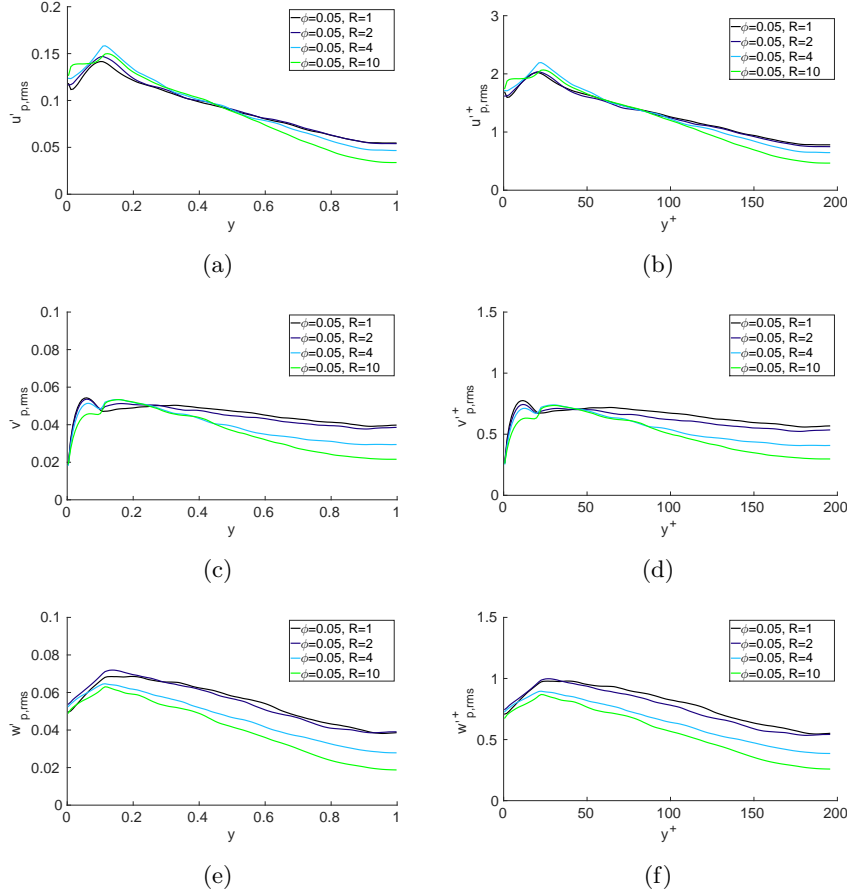 0.2
0.15
0.1
0.05
0
u'p,rms
0 0.2 0.4 0.6 0.8 1
y
ϕ=0.05, R=1
ϕ=0.05, R=2
ϕ=0.05, R=4
ϕ=0.05, R=10
(a)
3
2
1
0
u'+p,rms
0 50 100 150 200
y+
ϕ=0.05, R=1
ϕ=0.05, R=2
ϕ=0.05, R=4
ϕ=0.05, R=10
(b)
0.1
0.08
0.06
0.04
0.02
0
v'p,rms
0 0.2 0.4 0.6 0.8 1
y
ϕ=0.05, R=1
ϕ=0.05, R=2
ϕ=0.05, R=4
ϕ=0.05, R=10
(c)
1.5
1
0.5
0
v'+p,rms
0 50 100 150 200
y+
ϕ=0.05, R=1
ϕ=0.05, R=2
ϕ=0.05, R=4
ϕ=0.05, R=10
(d)
0.1
0.08
0.06
0.04
0.02
0
w'p,rms
0 0.2 0.4 0.6 0.8 1
y
ϕ=0.05, R=1
ϕ=0.05, R=2
ϕ=0.05, R=4
ϕ=0.05, R=10
(e)
1.5
1
0.5
0
w'+p,rms
0 50 100 150 200
y+
ϕ=0.05, R=1
ϕ=0.05, R=2
ϕ=0.05, R=4
ϕ=0.05, R=10
(f)